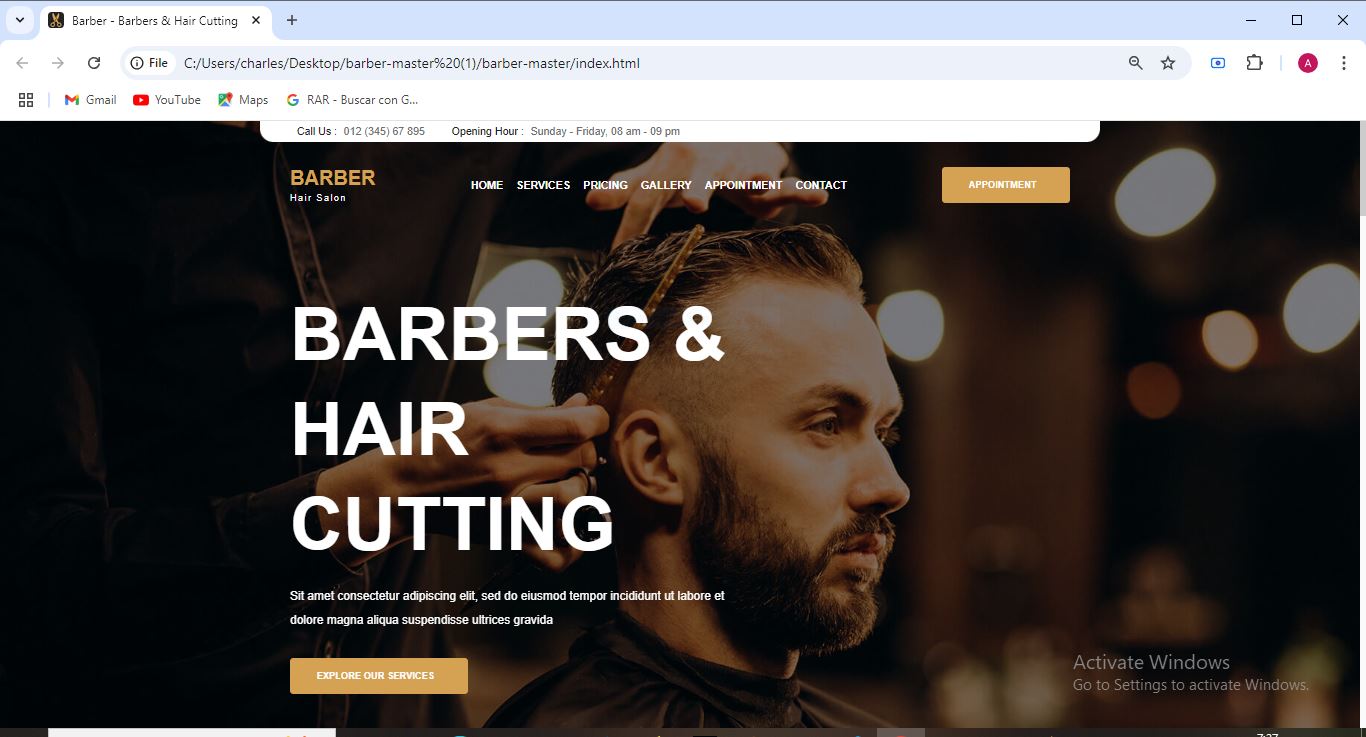 Barber - Barbers & Hair Cutting
File C:/Users/charles/Desktop/barber-master%20(1)/barber-master/index.html
A
Gmail YouTube Maps RAR - Buscar con G...
Call Us : 012 (345) 67 895 Opening Hour : Sunday - Friday, 08 am - 09 pm
BARBER
Hair Salon
HOME SERVICES PRICING GALLERY APPOINTMENT CONTACT
APPOINTMENT
BARBERS &
HAIR
CUTTING
Sit amet consectetur adipiscing elit, sed do eiusmod tempor incididunt ut labore et
dolore magna aliqua suspendisse ultrices gravida
EXPLORE OUR SERVICES
Activate Windows
Go to Settings to activate Windows.